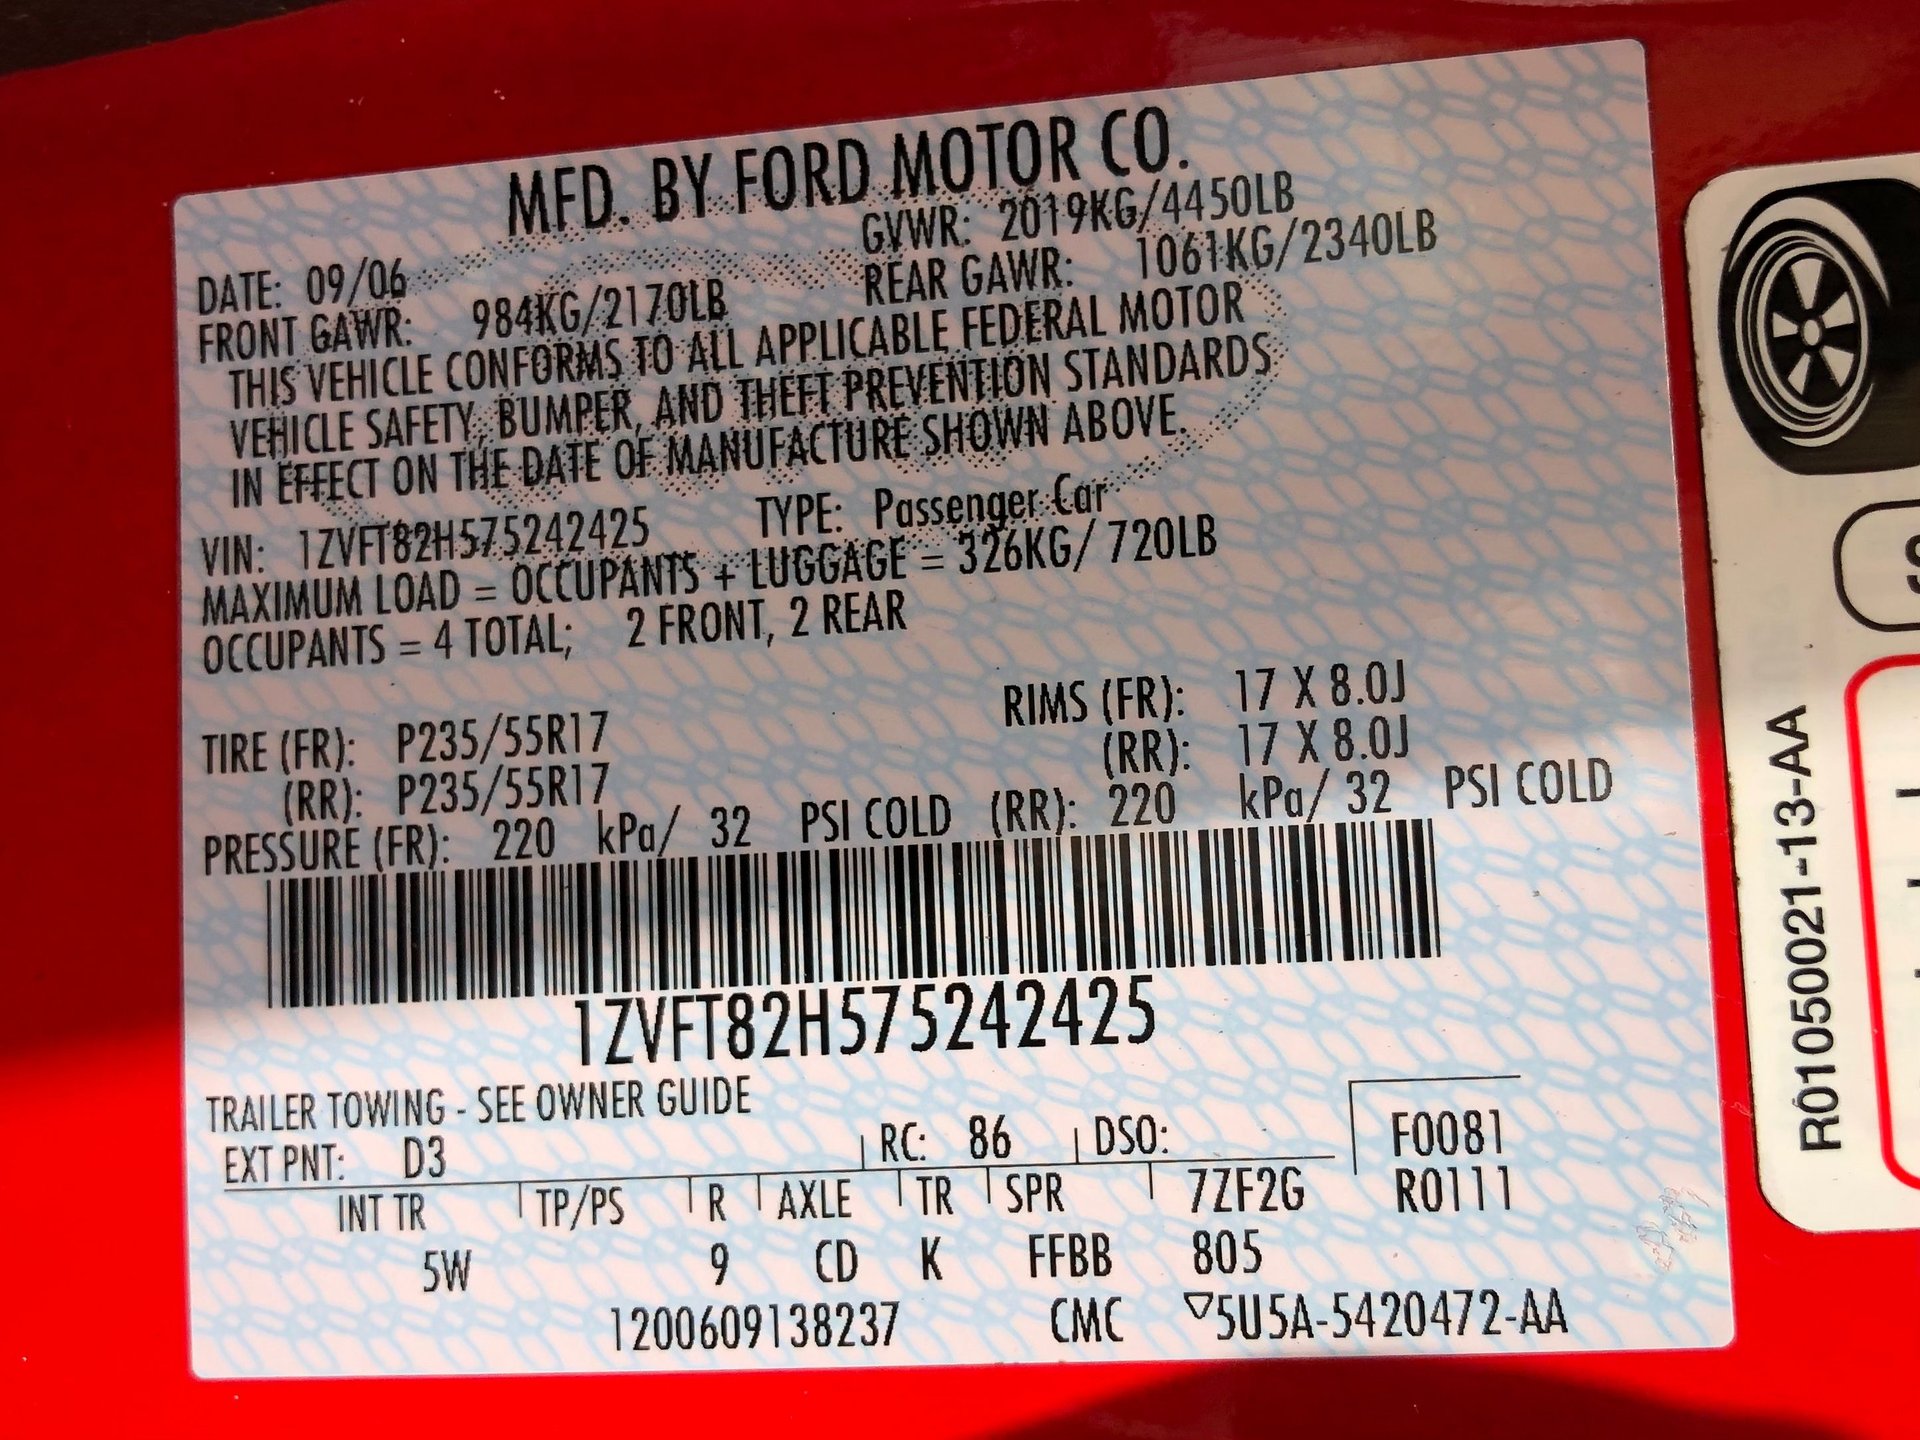 MFD. BY FORD MOTOR CO.
DATE: 09/06 GVWR: 2019KG/4450LB
FRONT GAWR: 984KG/2170LB REAR GAWR: 1061KG/2340LB
THIS VEHICLE CONFORMS TO ALL APPLICABLE FEDERAL MOTOR
VEHICLE SAFETY, BUMPER, AND THEFT PREVENTION STANDARDS
IN EFFECT ON THE DATE OF MANUFACTURE SHOWN ABOVE.
VIN: 1ZVFT82H575242425 TYPE: Passenger Car
MAXIMUM LOAD = OCCUPANTS + LUGGAGE = 326KG/ 720LB
OCCUPANTS = 4 TOTAL; 2 FRONT, 2 REAR
TIRE (FR): P235/55R17 RIMS (FR): 17 X 8.0J
(RR): P235/55R17 (RR): 17 X 8.0J
PRESSURE (FR): 220 kPa/ 32 PSI COLD (RR): 220 kPa/ 32 PSI COLD
1ZVFT82H575242425
TRAILER TOWING - SEE OWNER GUIDE
EXT PNT: D3 RC: 86 DSO: F0081
INT TR TP/PS R AXLE TR SPR 7ZF2G R0111
5W 9 CD K FFBB 805
1200609138237 CMC ▽5U5A-5420472-AA
R01050021-13-AA